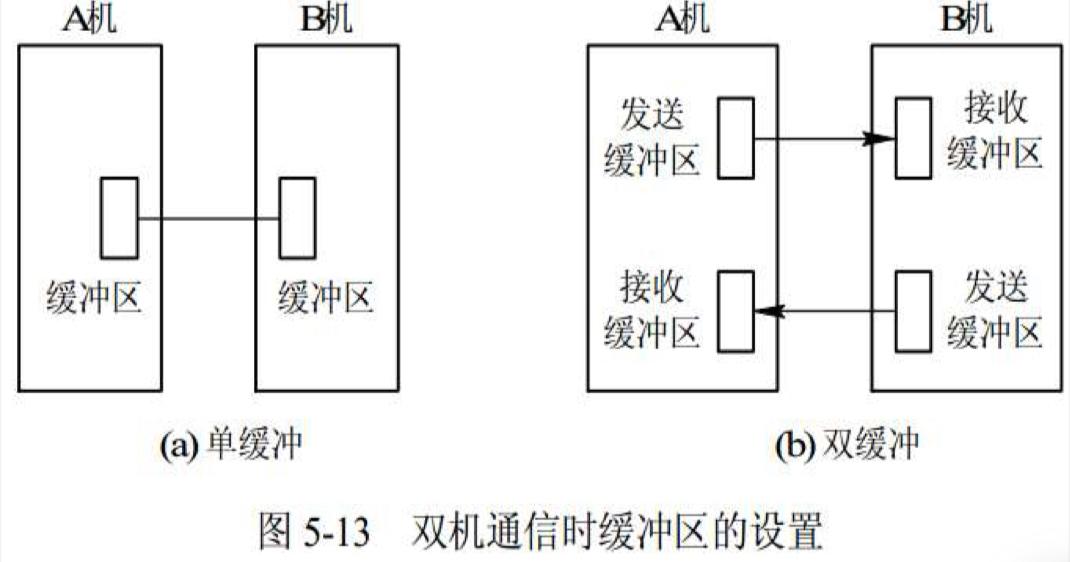 A机
B机
A机
B机
缓冲区
缓冲区
发送
缓冲区
接收
缓冲区
接收
缓冲区
发送
缓冲区
(a) 单缓冲
(b) 双缓冲
图 5-13 双机通信时缓冲区的设置